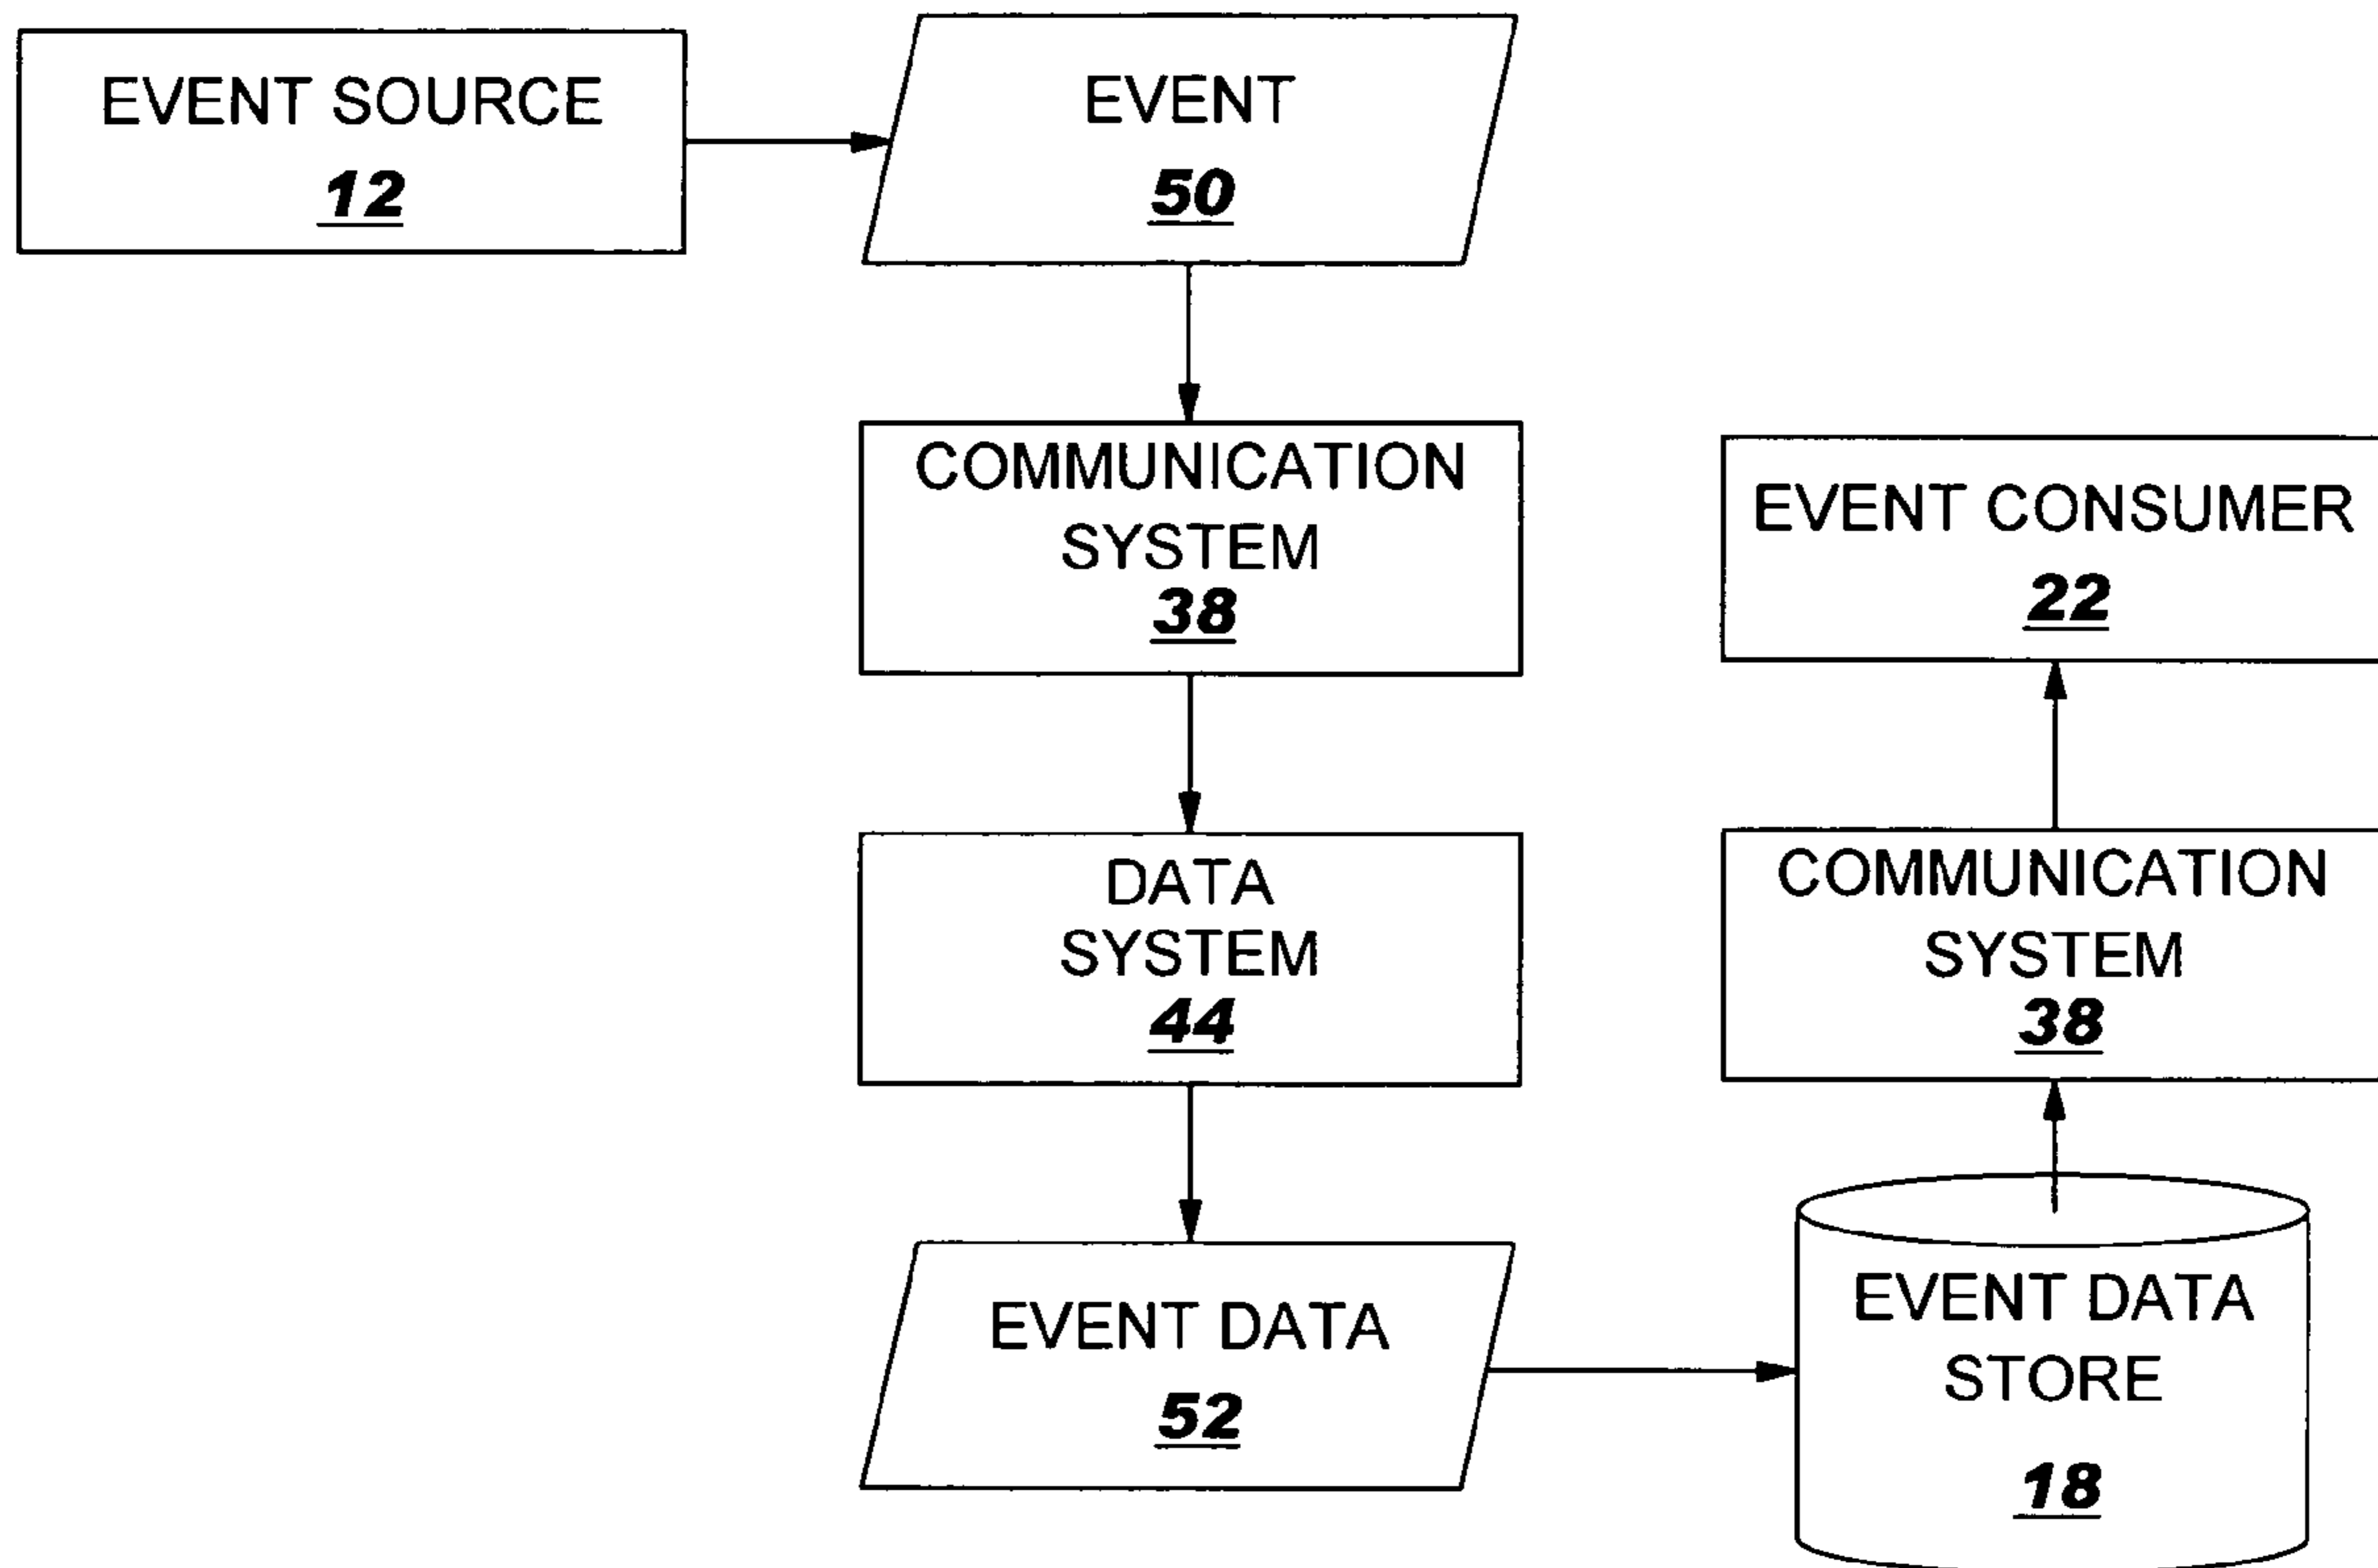 EVENT SOURCE
12
EVENT
50
COMMUNICATION
SYSTEM
38
DATA
SYSTEM
44
EVENT DATA
52
EVENT DATA
STORE
18
COMMUNICATION
SYSTEM
38
EVENT CONSUMER
22